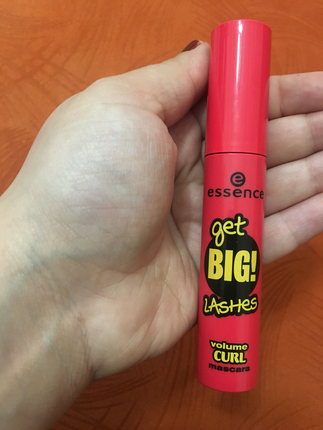 essence
get
BIG!
LASHES
volume
CURL
mascara